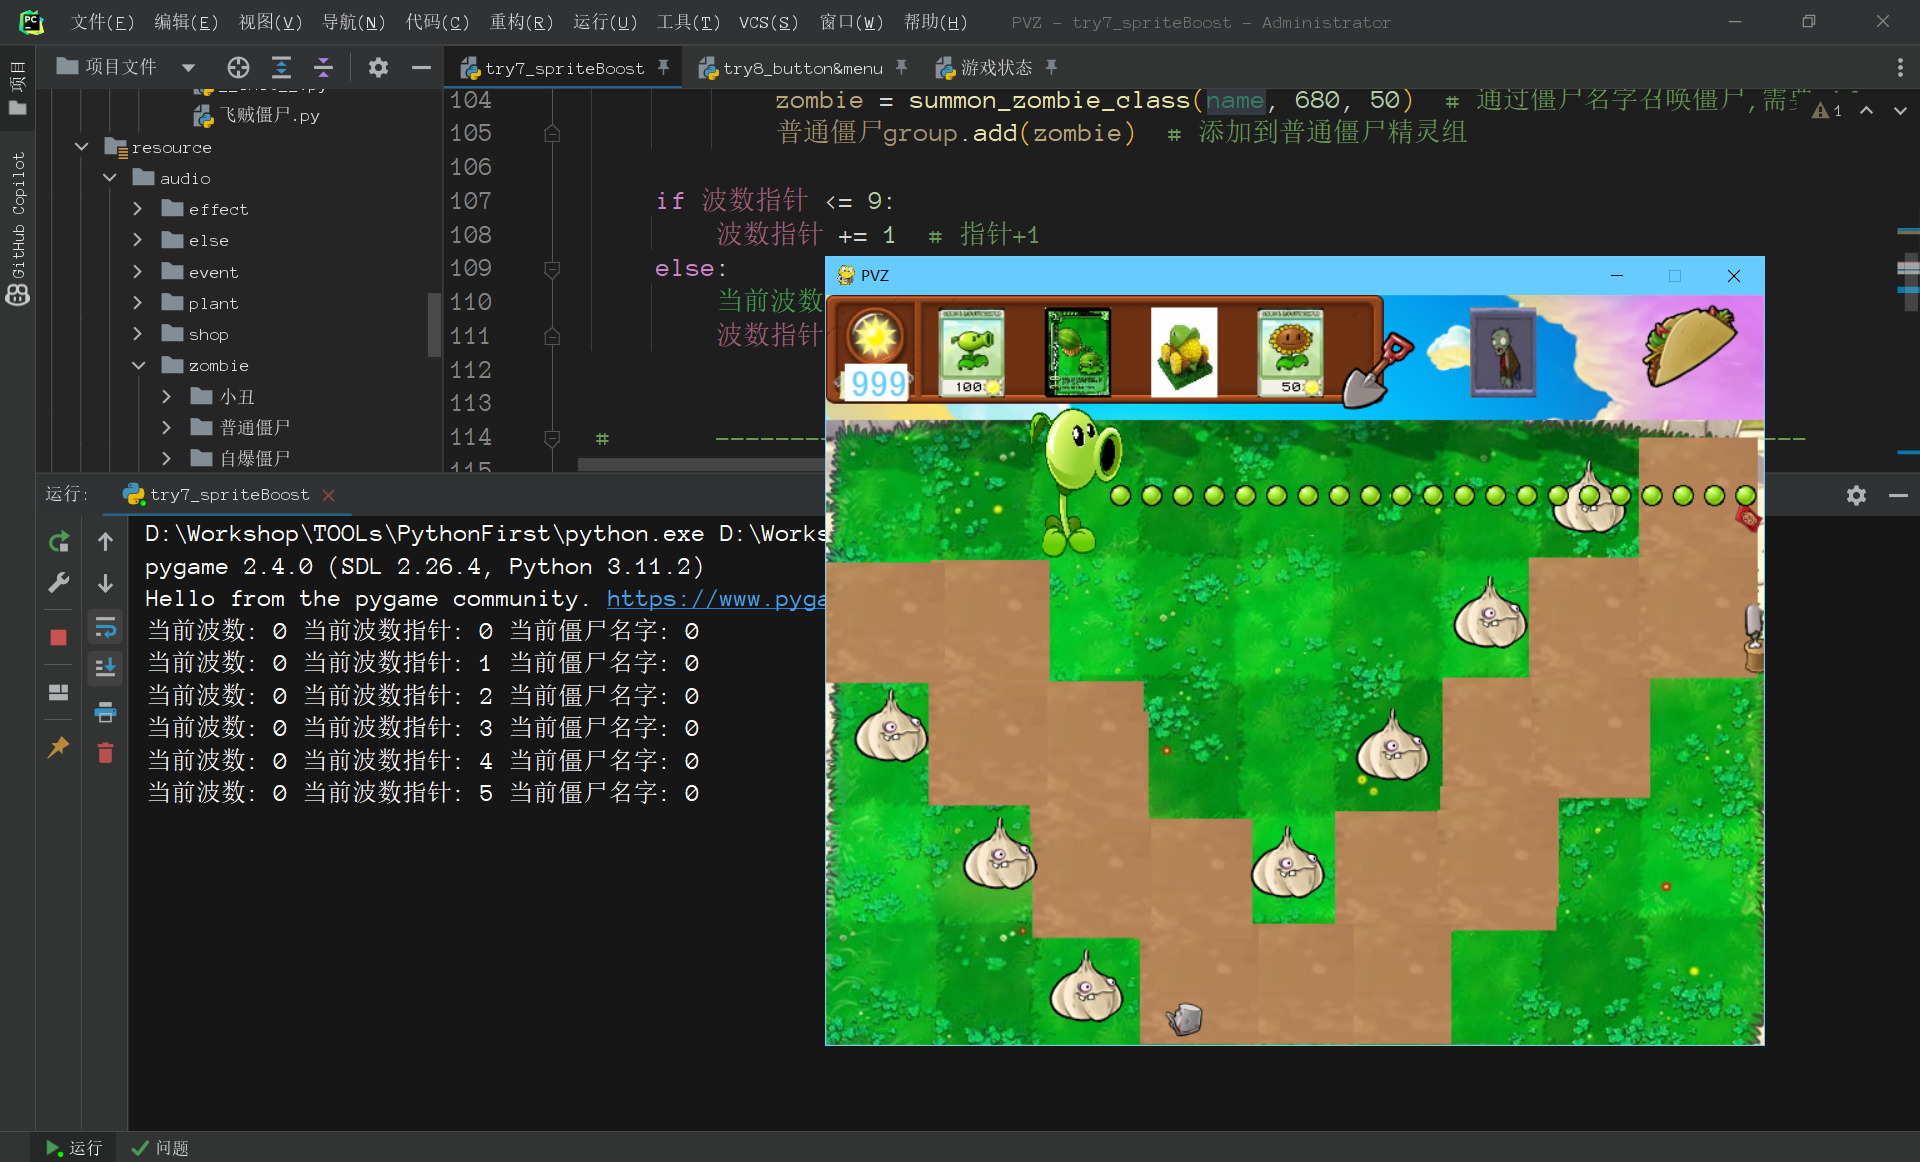 文件(F) 编辑(E) 视图(V) 导航(N) 代码(C) 重构(R) 运行(U) 工具(T) VCS(S) 窗口(W) 帮助(H) PVZ - try7_spriteBoost - Administrator
项目
项目文件
try7_spriteBoost try8_button&menu 游戏状态
GitHub Copilot
飞贼僵尸.py
resource
audio
effect
else
event
plant
shop
zombie
小丑
普通僵尸
自爆僵尸
104 zombie = summon_zombie_class(name, 680, 50) # 通过僵尸名字召唤僵尸,需要
1
105 普通僵尸group.add(zombie) # 添加到普通僵尸精灵组
106
107 if 波数指针 <= 9:
108 波数指针 += 1 # 指针+1
109 else:
110 当前波数
111 波数指针
112
113
114 # ---------
115
PVZ
999
100
50
运行: try7_spriteBoost
D:\Workshop\TOOLs\PythonFirst\python.exe D:\Works
pygame 2.4.0 (SDL 2.26.4, Python 3.11.2)
Hello from the pygame community. https://www.pyga
当前波数: 0 当前波数指针: 0 当前僵尸名字: 0
当前波数: 0 当前波数指针: 1 当前僵尸名字: 0
当前波数: 0 当前波数指针: 2 当前僵尸名字: 0
当前波数: 0 当前波数指针: 3 当前僵尸名字: 0
当前波数: 0 当前波数指针: 4 当前僵尸名字: 0
当前波数: 0 当前波数指针: 5 当前僵尸名字: 0
运行 问题